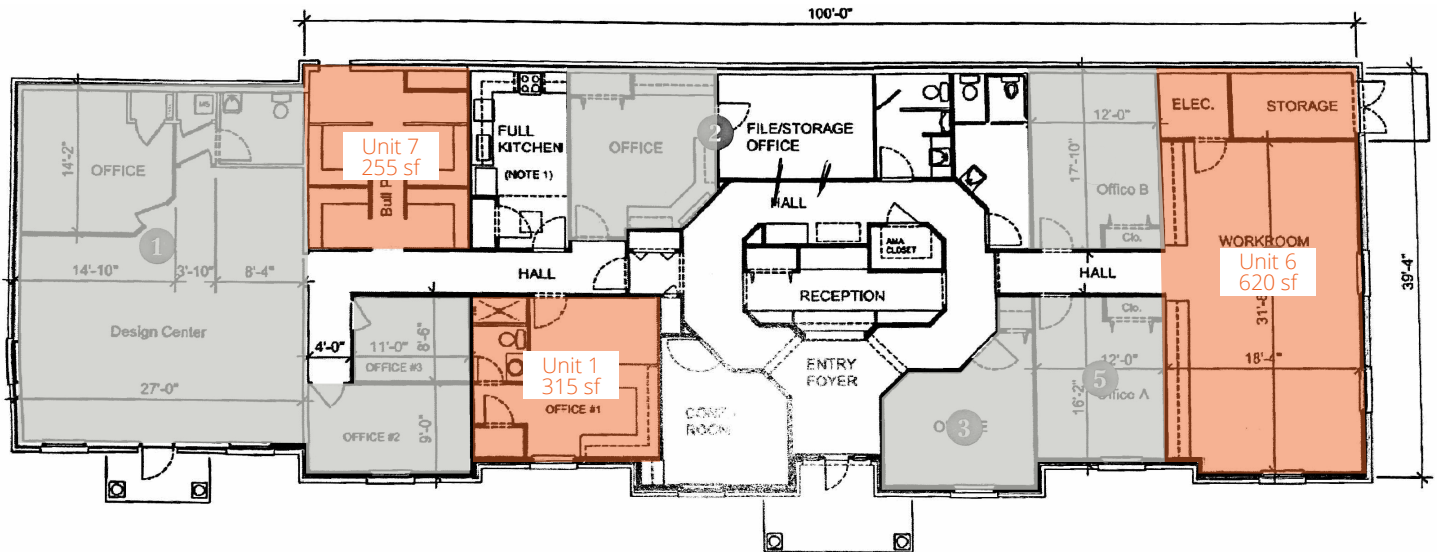 100'-0"
14'-2"
OFFICE
Unit 7
255 sf
FULL
KITCHEN
(NOTE 1)
OFFICE
2
FILE/STORAGE
OFFICE
HALL
12'-0"
17'-10"
Office B
Clo.
ELEC.
STORAGE
39'-4"
1
14'-10"
3'-10"
8'-4"
HALL
AMA
CLOSET
RECEPTION
HALL
WORKROOM
Unit 6
620 sf
18'-4"
Design Center
4'-0"
11'-0"
8'-6"
OFFICE #3
27'-0"
OFFICE #2
9'-0"
Unit 1
315 sf
OFFICE #1
ENTRY
FOYER
ROOM
3
Clo.
12'-0"
5
16'-2"
Office A